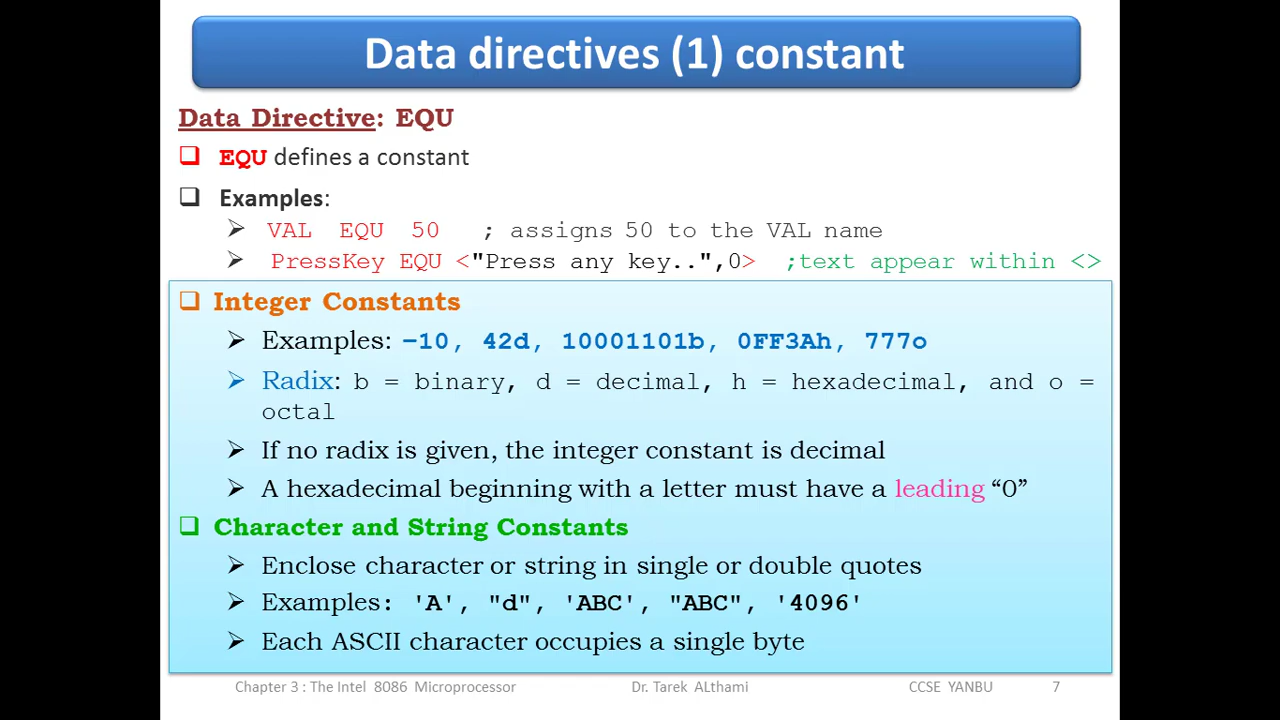 Data directives (1) constant
Data Directive: EQU
❑ EQU defines a constant
❑ Examples:
➢ VAL EQU 50 ; assigns 50 to the VAL name
➢ PressKey EQU <"Press any key..",0> ;text appear within <>
❑ Integer Constants
➢ Examples: –10, 42d, 10001101b, 0FF3Ah, 777o
➢ Radix: b = binary, d = decimal, h = hexadecimal, and o =
octal
➢ If no radix is given, the integer constant is decimal
➢ A hexadecimal beginning with a letter must have a leading “0”
❑ Character and String Constants
➢ Enclose character or string in single or double quotes
➢ Examples: 'A', "d", 'ABC', "ABC", '4096'
➢ Each ASCII character occupies a single byte
Chapter 3 : The Intel 8086 Microprocessor Dr. Tarek ALthami CCSE YANBU 7